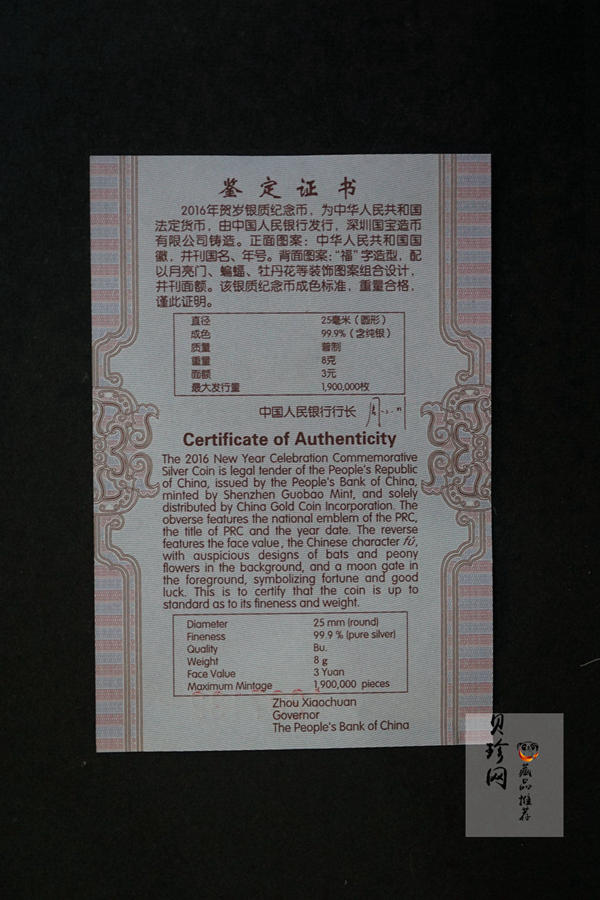 鉴定证书
2016年贺岁银质纪念币，为中华人民共和国
法定货币，由中国人民银行发行，深圳国宝造币
有限公司铸造。正面图案：中华人民共和国国
徽，并刊国名、年号。背面图案：“福”字造型，配
以月亮门、蝙蝠、牡丹花等装饰图案组合设计，
并刊面额。该银质纪念币成色标准，重量合格，
谨此证明。
直径 25毫米（圆形）
成色 99.9%（含纯银）
质量 普制
重量 8克
面额 3元
最大发行量 1,900,000枚
中国人民银行行长
Certificate of Authenticity
The 2016 New Year Celebration Commemorative
Silver Coin is legal tender of the People's Republic
of China, issued by the People's Bank of China,
minted by Shenzhen Guobao Mint, and solely
distributed by China Gold Coin Incorporation. The
obverse features the national emblem of the PRC,
the title of PRC and the year date. The reverse
features the face value, the Chinese character fú,
with auspicious designs of bats and peony
flowers in the background, and a moon gate in
the foreground, symbolizing fortune and good
luck. This is to certify that the coin is up to
standard as to its fineness and weight.
Diameter 25 mm (round)
Fineness 99.9 % (pure silver)
Quality Bu.
Weight 8 g
Face Value 3 Yuan
Maximum Mintage 1,900,000 pieces
Zhou Xiaochuan
Governor
The People's Bank of China
贝珍网
藏品推荐